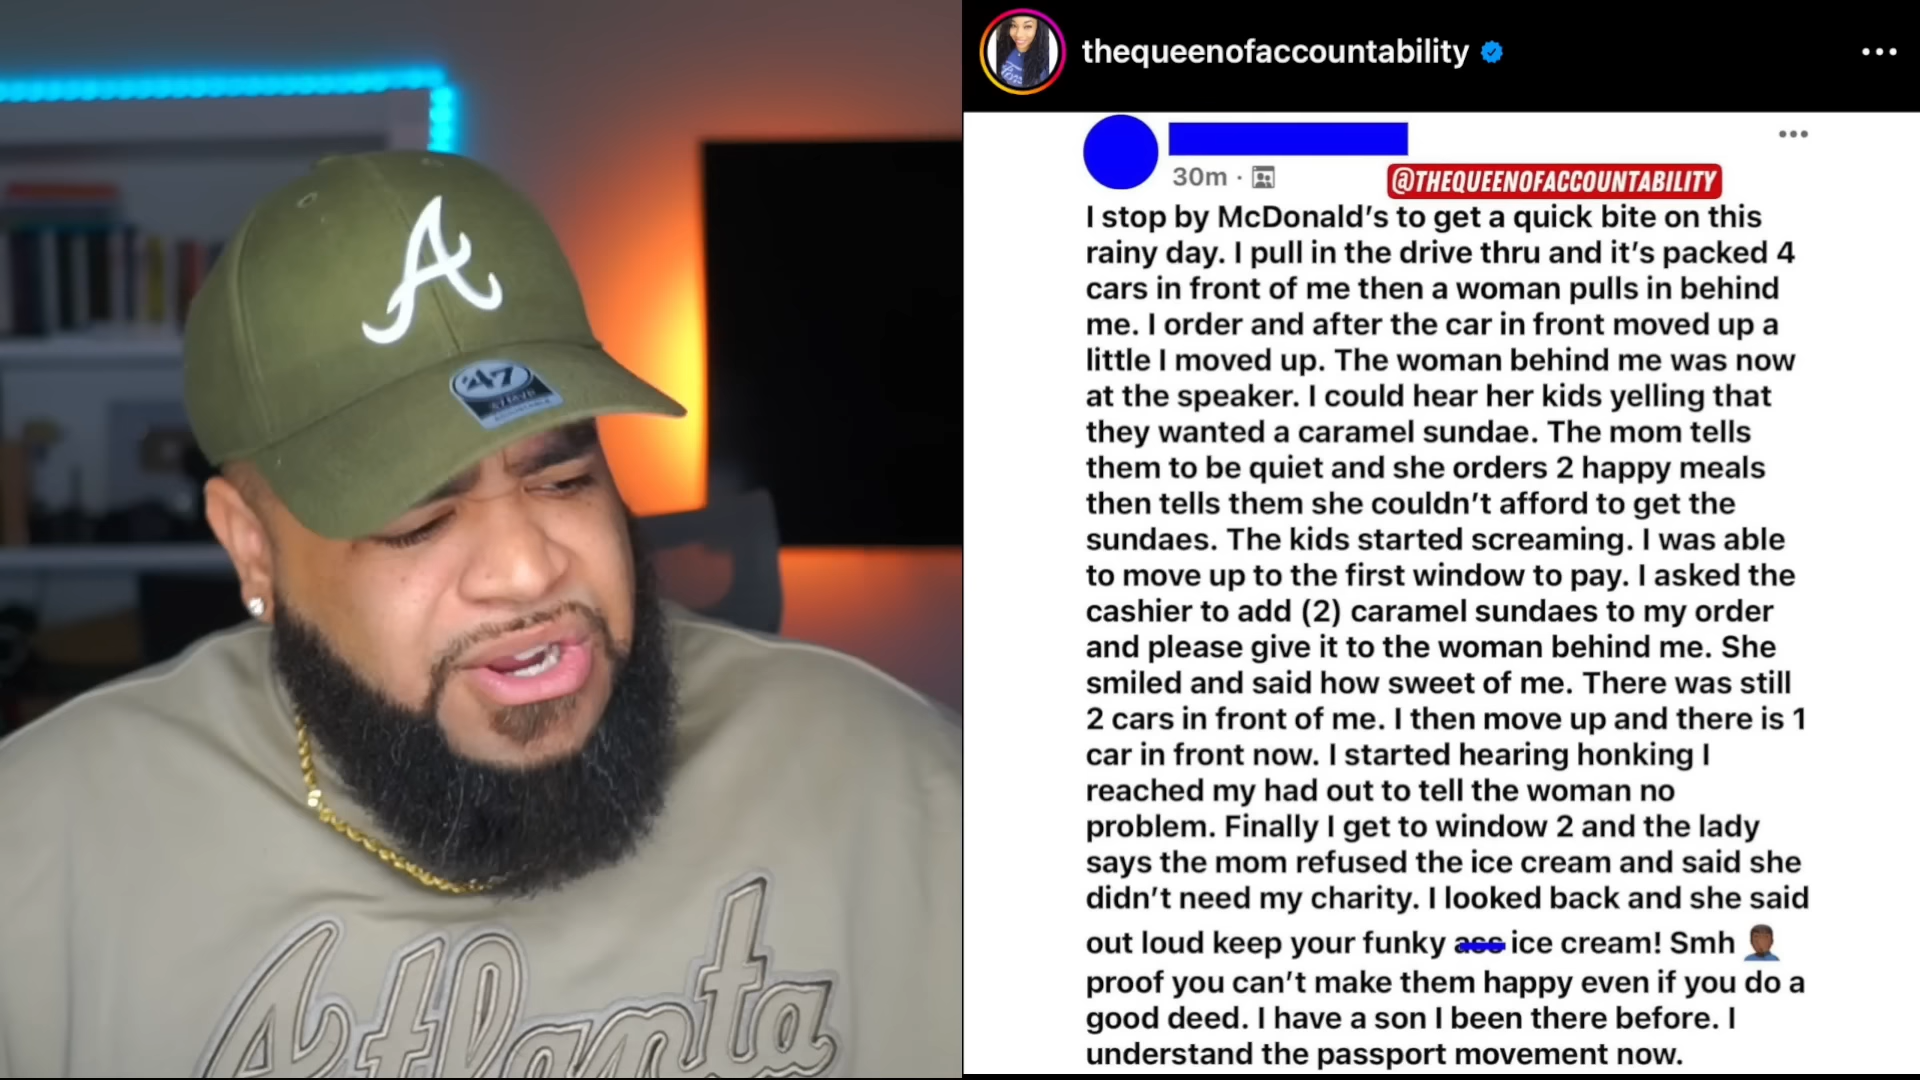 A
47
Atlanta
thequeenofaccountability
30m ·
@THEQUEENOFACCOUNTABILITY
I stop by McDonald's to get a quick bite on this
rainy day. I pull in the drive thru and it's packed 4
cars in front of me then a woman pulls in behind
me. I order and after the car in front moved up a
little I moved up. The woman behind me was now
at the speaker. I could hear her kids yelling that
they wanted a caramel sundae. The mom tells
them to be quiet and she orders 2 happy meals
then tells them she couldn't afford to get the
sundaes. The kids started screaming. I was able
to move up to the first window to pay. I asked the
cashier to add (2) caramel sundaes to my order
and please give it to the woman behind me. She
smiled and said how sweet of me. There was still
2 cars in front of me. I then move up and there is 1
car in front now. I started hearing honking I
reached my had out to tell the woman no
problem. Finally I get to window 2 and the lady
says the mom refused the ice cream and said she
didn't need my charity. I looked back and she said
out loud keep your funky ass ice cream! Smh
proof you can't make them happy even if you do a
good deed. I have a son I been there before. I
understand the passport movement now.